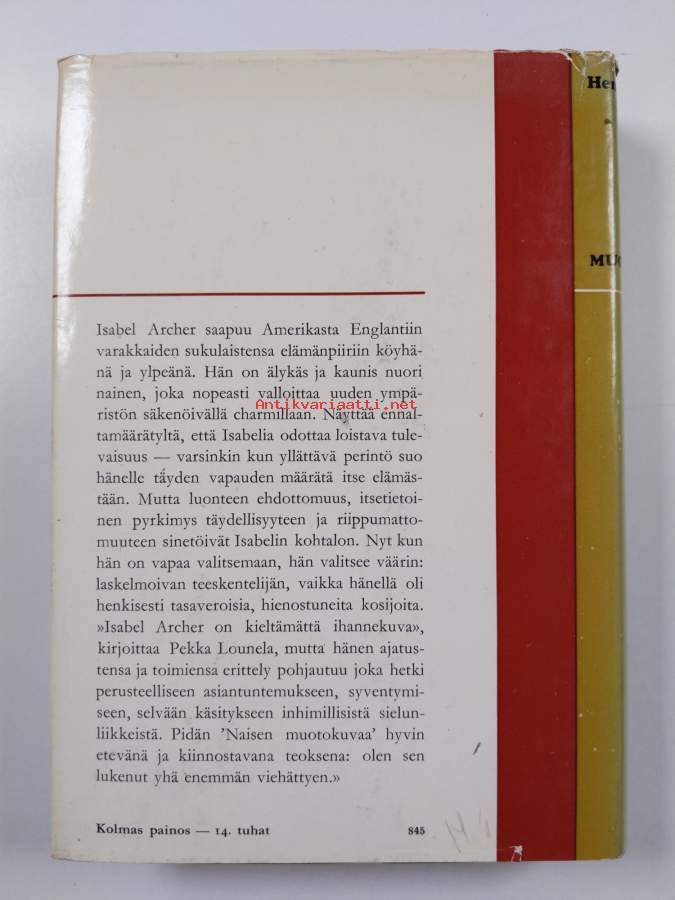 Isabel Archer saapuu Amerikasta Englantiin
varakkaiden sukulaistensa elämänpiiriin köyhä-
nä ja ylpeänä. Hän on älykäs ja kaunis nuori
nainen, joka nopeasti valloittaa uuden ympä-
ristön säkenöivällä charmillaan. Näyttää ennal-
tamäärätyltä, että Isabelia odottaa loistava tule-
vaisuus — varsinkin kun yllättävä perintö suo
hänelle täyden vapauden määrätä itse elämäs-
tään. Mutta luonteen ehdottomuus, itsetietoi-
nen pyrkimys täydellisyyteen ja riippumatto-
muuteen sinetöivät Isabelin kohtalon. Nyt kun
hän on vapaa valitsemaan, hän valitsee väärin:
laskelmoivan teeskentelijän, vaikka hänellä oli
henkisesti tasaveroisia, hienostuneita kosijoita.
»Isabel Archer on kieltämättä ihannekuva»,
kirjoittaa Pekka Lounela, mutta hänen ajatus-
tensa ja toimiensa erittely pohjautuu joka hetki
perusteelliseen asiantuntemukseen, syventymi-
seen, selvään käsitykseen inhimillisistä sielun-
liikkeistä. Pidän 'Naisen muotokuvaa' hyvin
etevänä ja kiinnostavana teoksena: olen sen
lukenut yhä enemmän viehättyen.»
Kolmas painos — 14. tuhat 845
Antikvariaatti.net
Hen
MUO